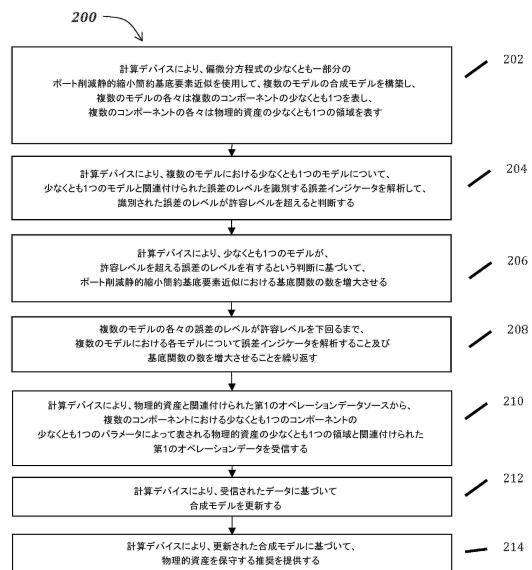 200
計算デバイスにより、偏微分方程式の少なくとも一部分の
ポート削減静的縮小簡約基底要素近似を使用して、複数のモデルの合成モデルを構築し、
複数のモデルの各々は複数のコンポーネントの少なくとも1つを表し、
複数のコンポーネントの各々は物理的資産の少なくとも1つの領域を表す
202
計算デバイスにより、複数のモデルにおける少なくとも1つのモデルについて、
少なくとも1つのモデルと関連付けられた誤差のレベルを識別する誤差インジケータを解析して、
識別された誤差のレベルが許容レベルを超えると判断する
204
計算デバイスにより、少なくとも1つのモデルが、
許容レベルを超える誤差のレベルを有するという判断に基づいて、
ポート削減静的縮小簡約基底要素近似における基底関数の数を増大させる
206
複数のモデルの各々の誤差のレベルが許容レベルを下回るまで、
複数のモデルにおける各モデルについて誤差インジケータを解析すること及び
基底関数の数を増大させることを繰り返す
208
計算デバイスにより、物理的資産と関連付けられた第1のオペレーションデータソースから、
複数のコンポーネントにおける少なくとも1つのコンポーネントの
少なくとも1つのパラメータによって表される物理的資産の少なくとも1つの領域と関連付けられた
第1のオペレーションデータを受信する
210
計算デバイスにより、受信されたデータに基づいて
合成モデルを更新する
212
計算デバイスにより、更新された合成モデルに基づいて、
物理的資産を保守する推奨を提供する
214